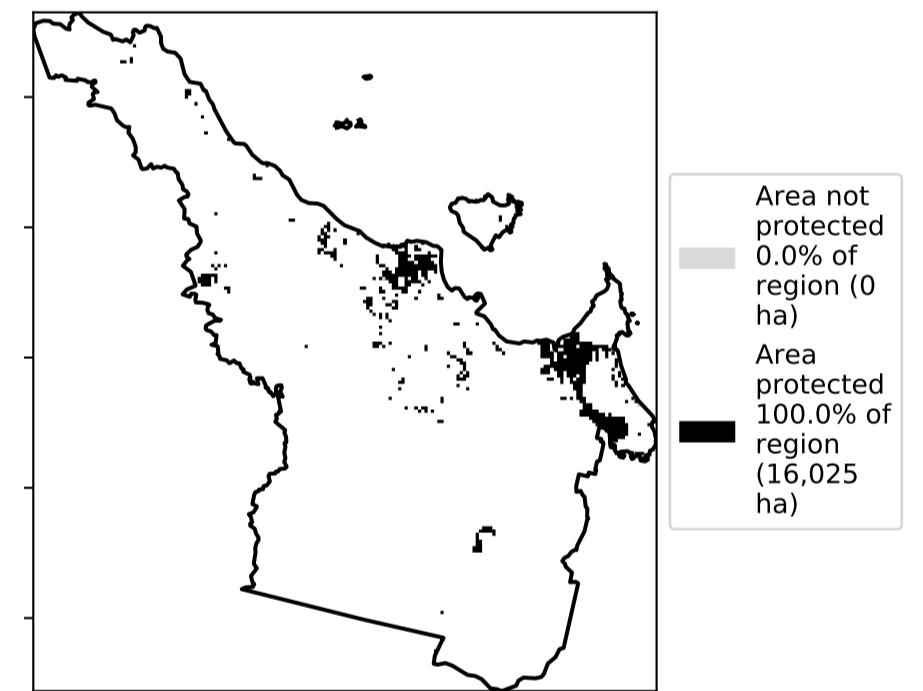 Area not
protected
0.0% of
region (0
ha)
Area
protected
100.0% of
region
(16,025
ha)